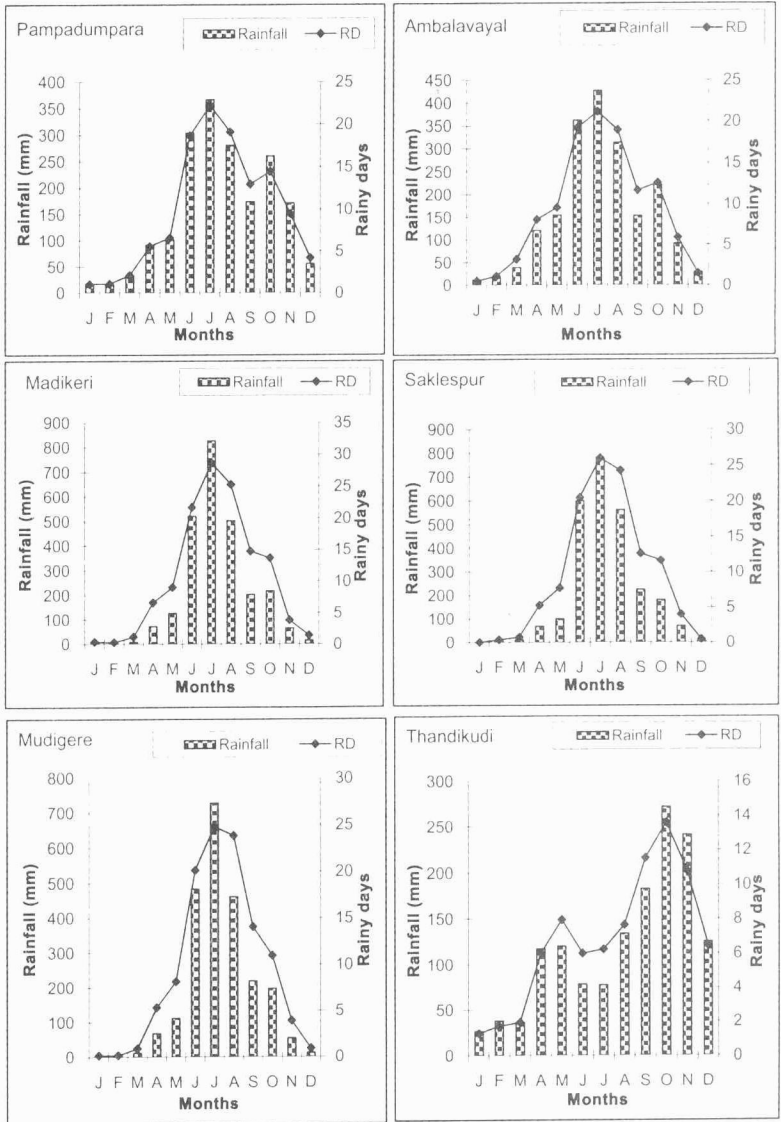 Pampadumpara
Rainfall RD
Rainfall (mm)
400
350
300
250
200
150
100
50
0
25
20
15
10
5
0
Rainy days
J F M A M J J A S O N D
Months
Ambalavayal
Rainfall RD
Rainfall (mm)
450
400
350
300
250
200
150
100
50
0
25
20
15
10
5
0
Rainy days
J F M A M J J A S O N D
Months
Madikeri
Rainfall RD
Rainfall (mm)
900
800
700
600
500
400
300
200
100
0
35
30
25
20
15
10
5
0
Rainy days
J F M A M J J A S O N D
Months
Saklespur
Rainfall RD
Rainfall (mm)
900
800
700
600
500
400
300
200
100
0
30
25
20
15
10
5
0
Rainy days
J F M A M J J A S O N D
Months
Mudigere
Rainfall RD
Rainfall (mm)
800
700
600
500
400
300
200
100
0
30
25
20
15
10
5
0
Rainy days
J F M A M J J A S O N D
Months
Thandikudi
Rainfall RD
Rainfall (mm)
300
250
200
150
100
50
0
16
14
12
10
8
6
4
2
0
Rainy days
J F M A M J J A S O N D
Months